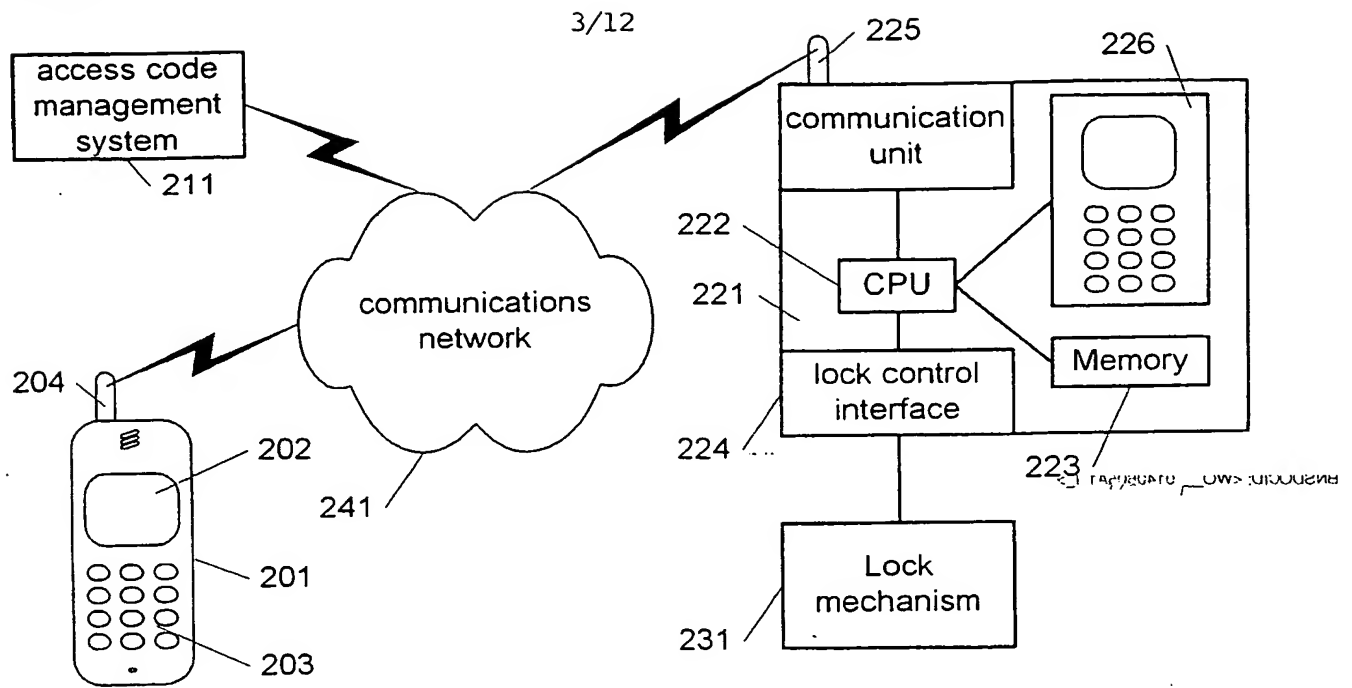 3/12
access code
management
system
211
225
226
communication
unit
222
CPU
221
communications
network
lock control
interface
Memory
204
202
224
223
241
201
Lock
mechanism
231
203